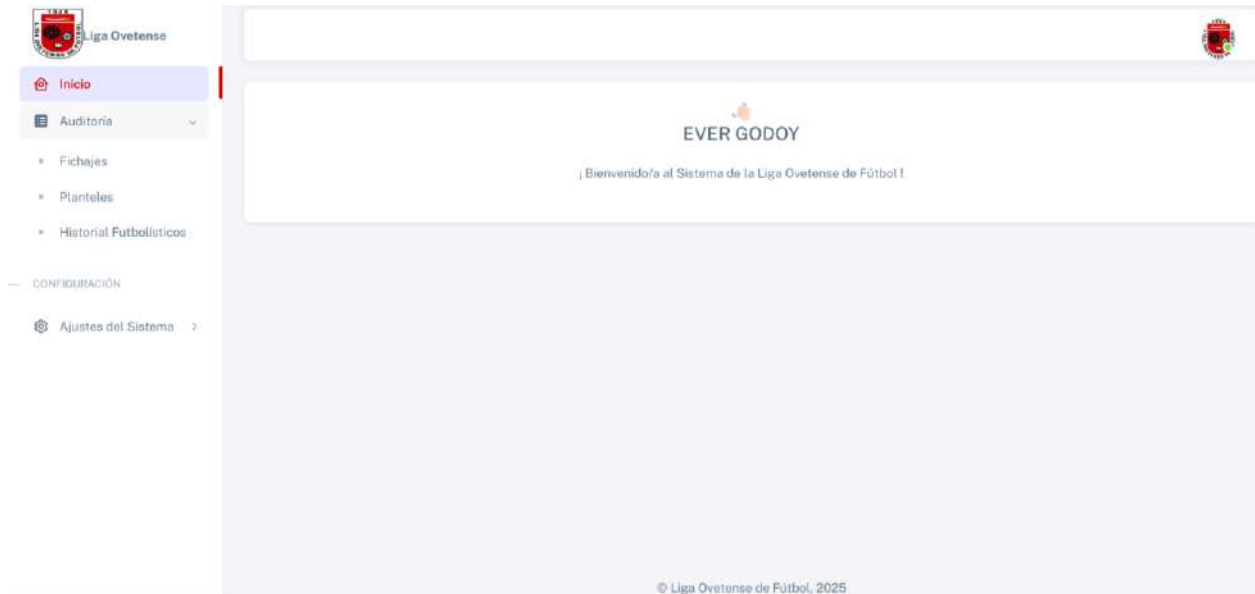 Liga Ovetense
Inicio
Auditoría
Fichajes
Planteles
Historial Futbolísticos
CONFIGURACIÓN
Ajustes del Sistema
EVER GODOY
¡ Bienvenido/a al Sistema de la Liga Ovetense de Fútbol !
© Liga Ovetense de Fútbol, 2025